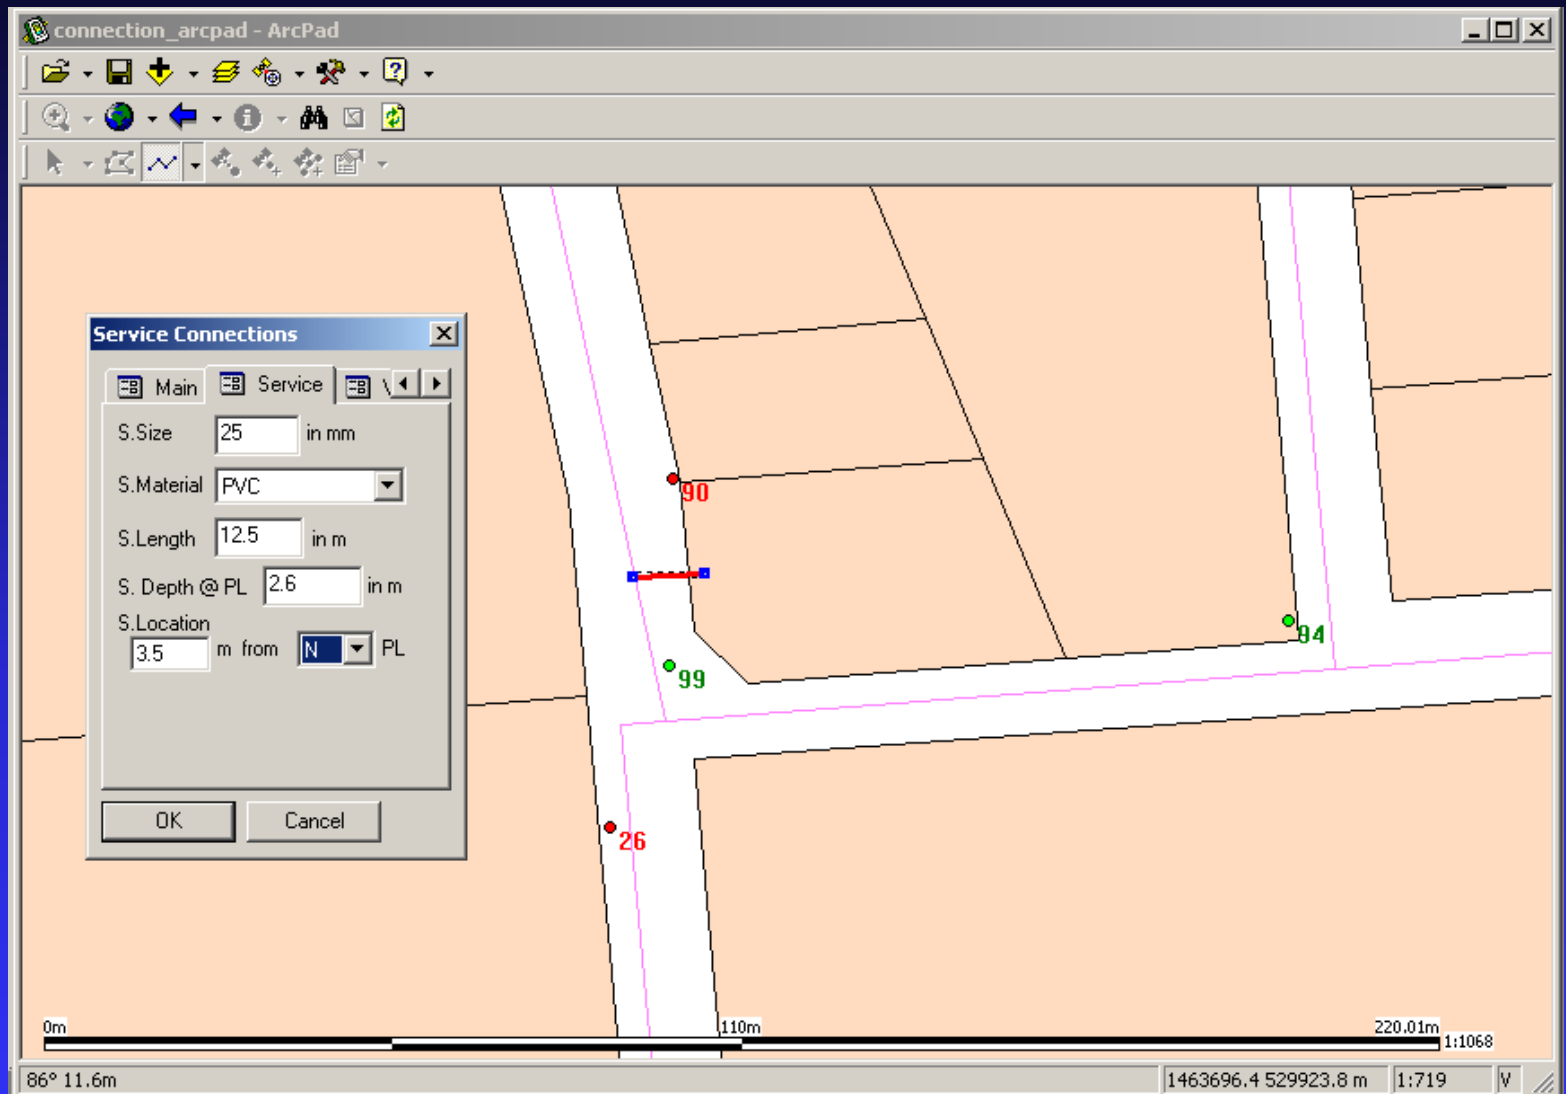 connection_arcpad - ArcPad
Service Connections
Main Service
S.Size 25 in mm
S.Material PVC
S.Length 12.5 in m
S. Depth @ PL 2.6 in m
S.Location
3.5 m from N PL
OK Cancel
90
99
94
26
0m 110m 220.01m
1:1068
86° 11.6m 1463696.4 529923.8 m 1:719 V